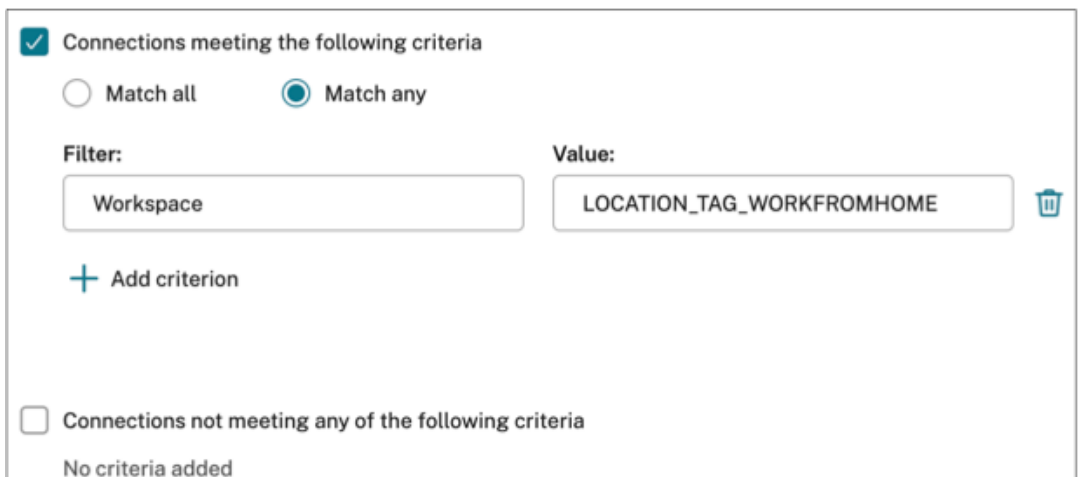 Connections meeting the following criteria
Match all Match any
Filter: Value:
Workspace LOCATION_TAG_WORKFROMHOME
Add criterion
Connections not meeting any of the following criteria
No criteria added